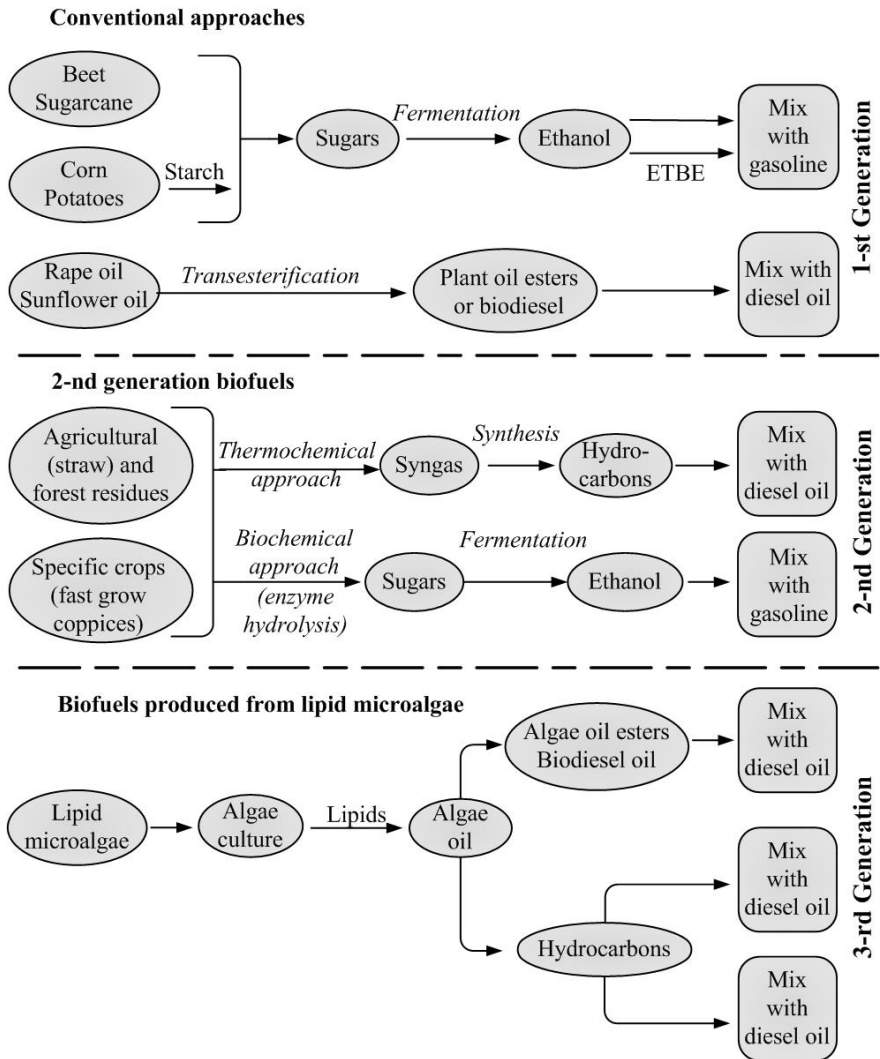 Conventional approaches
Beet
Sugarcane
Corn
Potatoes
Starch
Sugars
Fermentation
Ethanol
ETBE
Mix
with
gasoline
Rape oil
Sunflower oil
Transesterification
Plant oil esters
or biodiesel
Mix with
diesel oil
1-st Generation
2-nd generation biofuels
Agricultural
(straw) and
forest residues
Thermochemical
approach
Syngas
Synthesis
Hydro-
carbons
Mix
with
diesel oil
Specific crops
(fast grow
coppices)
Biochemical
approach
(enzyme
hydrolysis)
Sugars
Fermentation
Ethanol
Mix
with
gasoline
2-nd Generation
Biofuels produced from lipid microalgae
Lipid
microalgae
Algae
culture
Lipids
Algae
oil
Algae oil esters
Biodiesel oil
Mix
with
diesel oil
Hydrocarbons
Mix
with
diesel oil
Mix
with
diesel oil
3-rd Generation